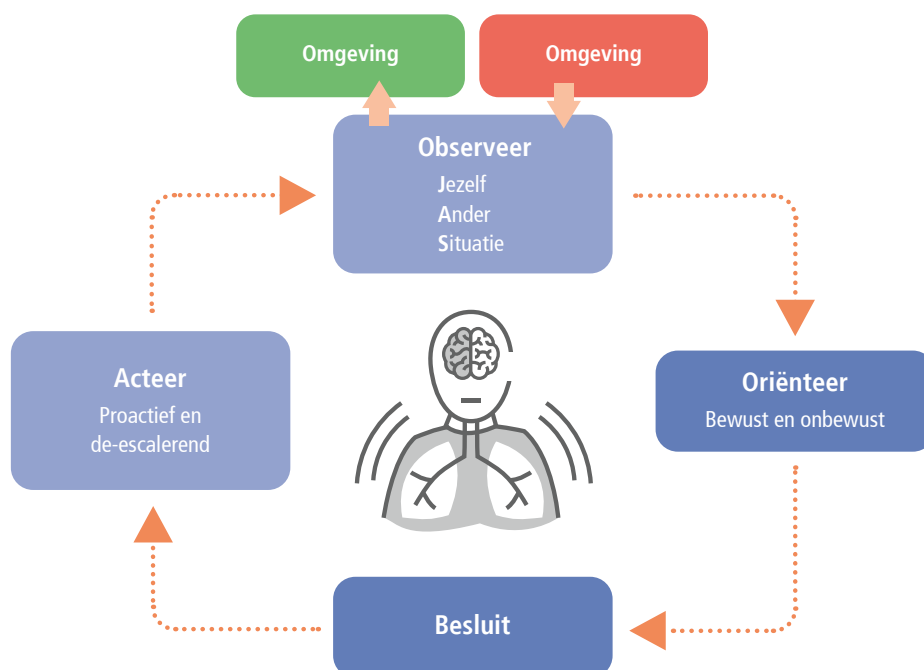 Omgeving
Omgeving
Observeer
Jezelf
Ander
Situatie
Acteer
Proactief en
de-escalerend
Oriënteer
Bewust en onbewust
Besluit